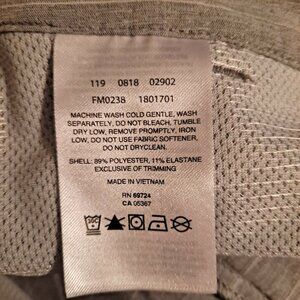 119 0818 02902
FM0238 1801701
MACHINE WASH COLD GENTLE, WASH
SEPARATELY, DO NOT BLEACH, TUMBLE
DRY LOW, REMOVE PROMPTLY, IRON
LOW, DO NOT USE FABRIC SOFTENER,
DO NOT DRYCLEAN.
SHELL: 89% POLYESTER, 11% ELASTANE
EXCLUSIVE OF TRIMMING
MADE IN VIETNAM
RN 69724
CA 05367